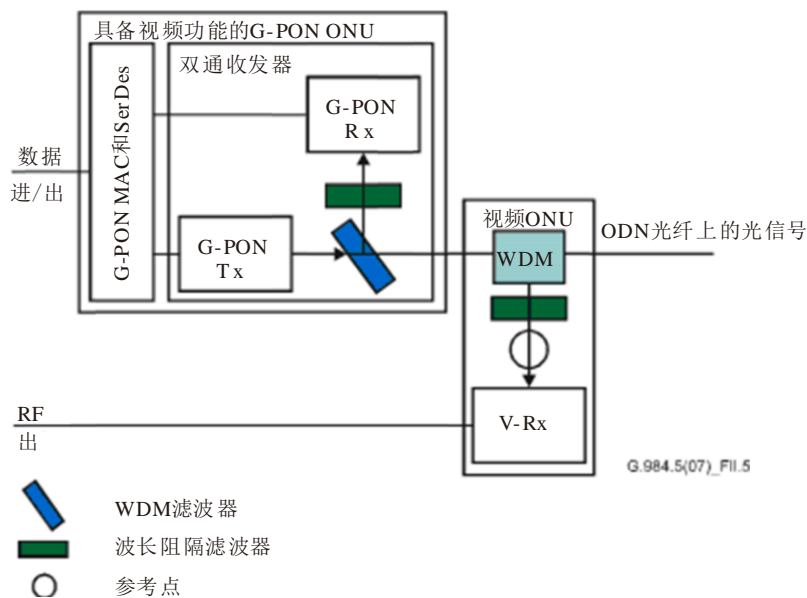 具备视频功能的G-PON ONU
双通收发器
G-PON MAC和SerDes
G-PON
Rx
数据
进/出
G-PON
Tx
视频ONU
WDM
ODN光纤上的光信号
RF
出
V-Rx
G.984.5(07)_FII.5
WDM滤波器
波长阻隔滤波器
参考点